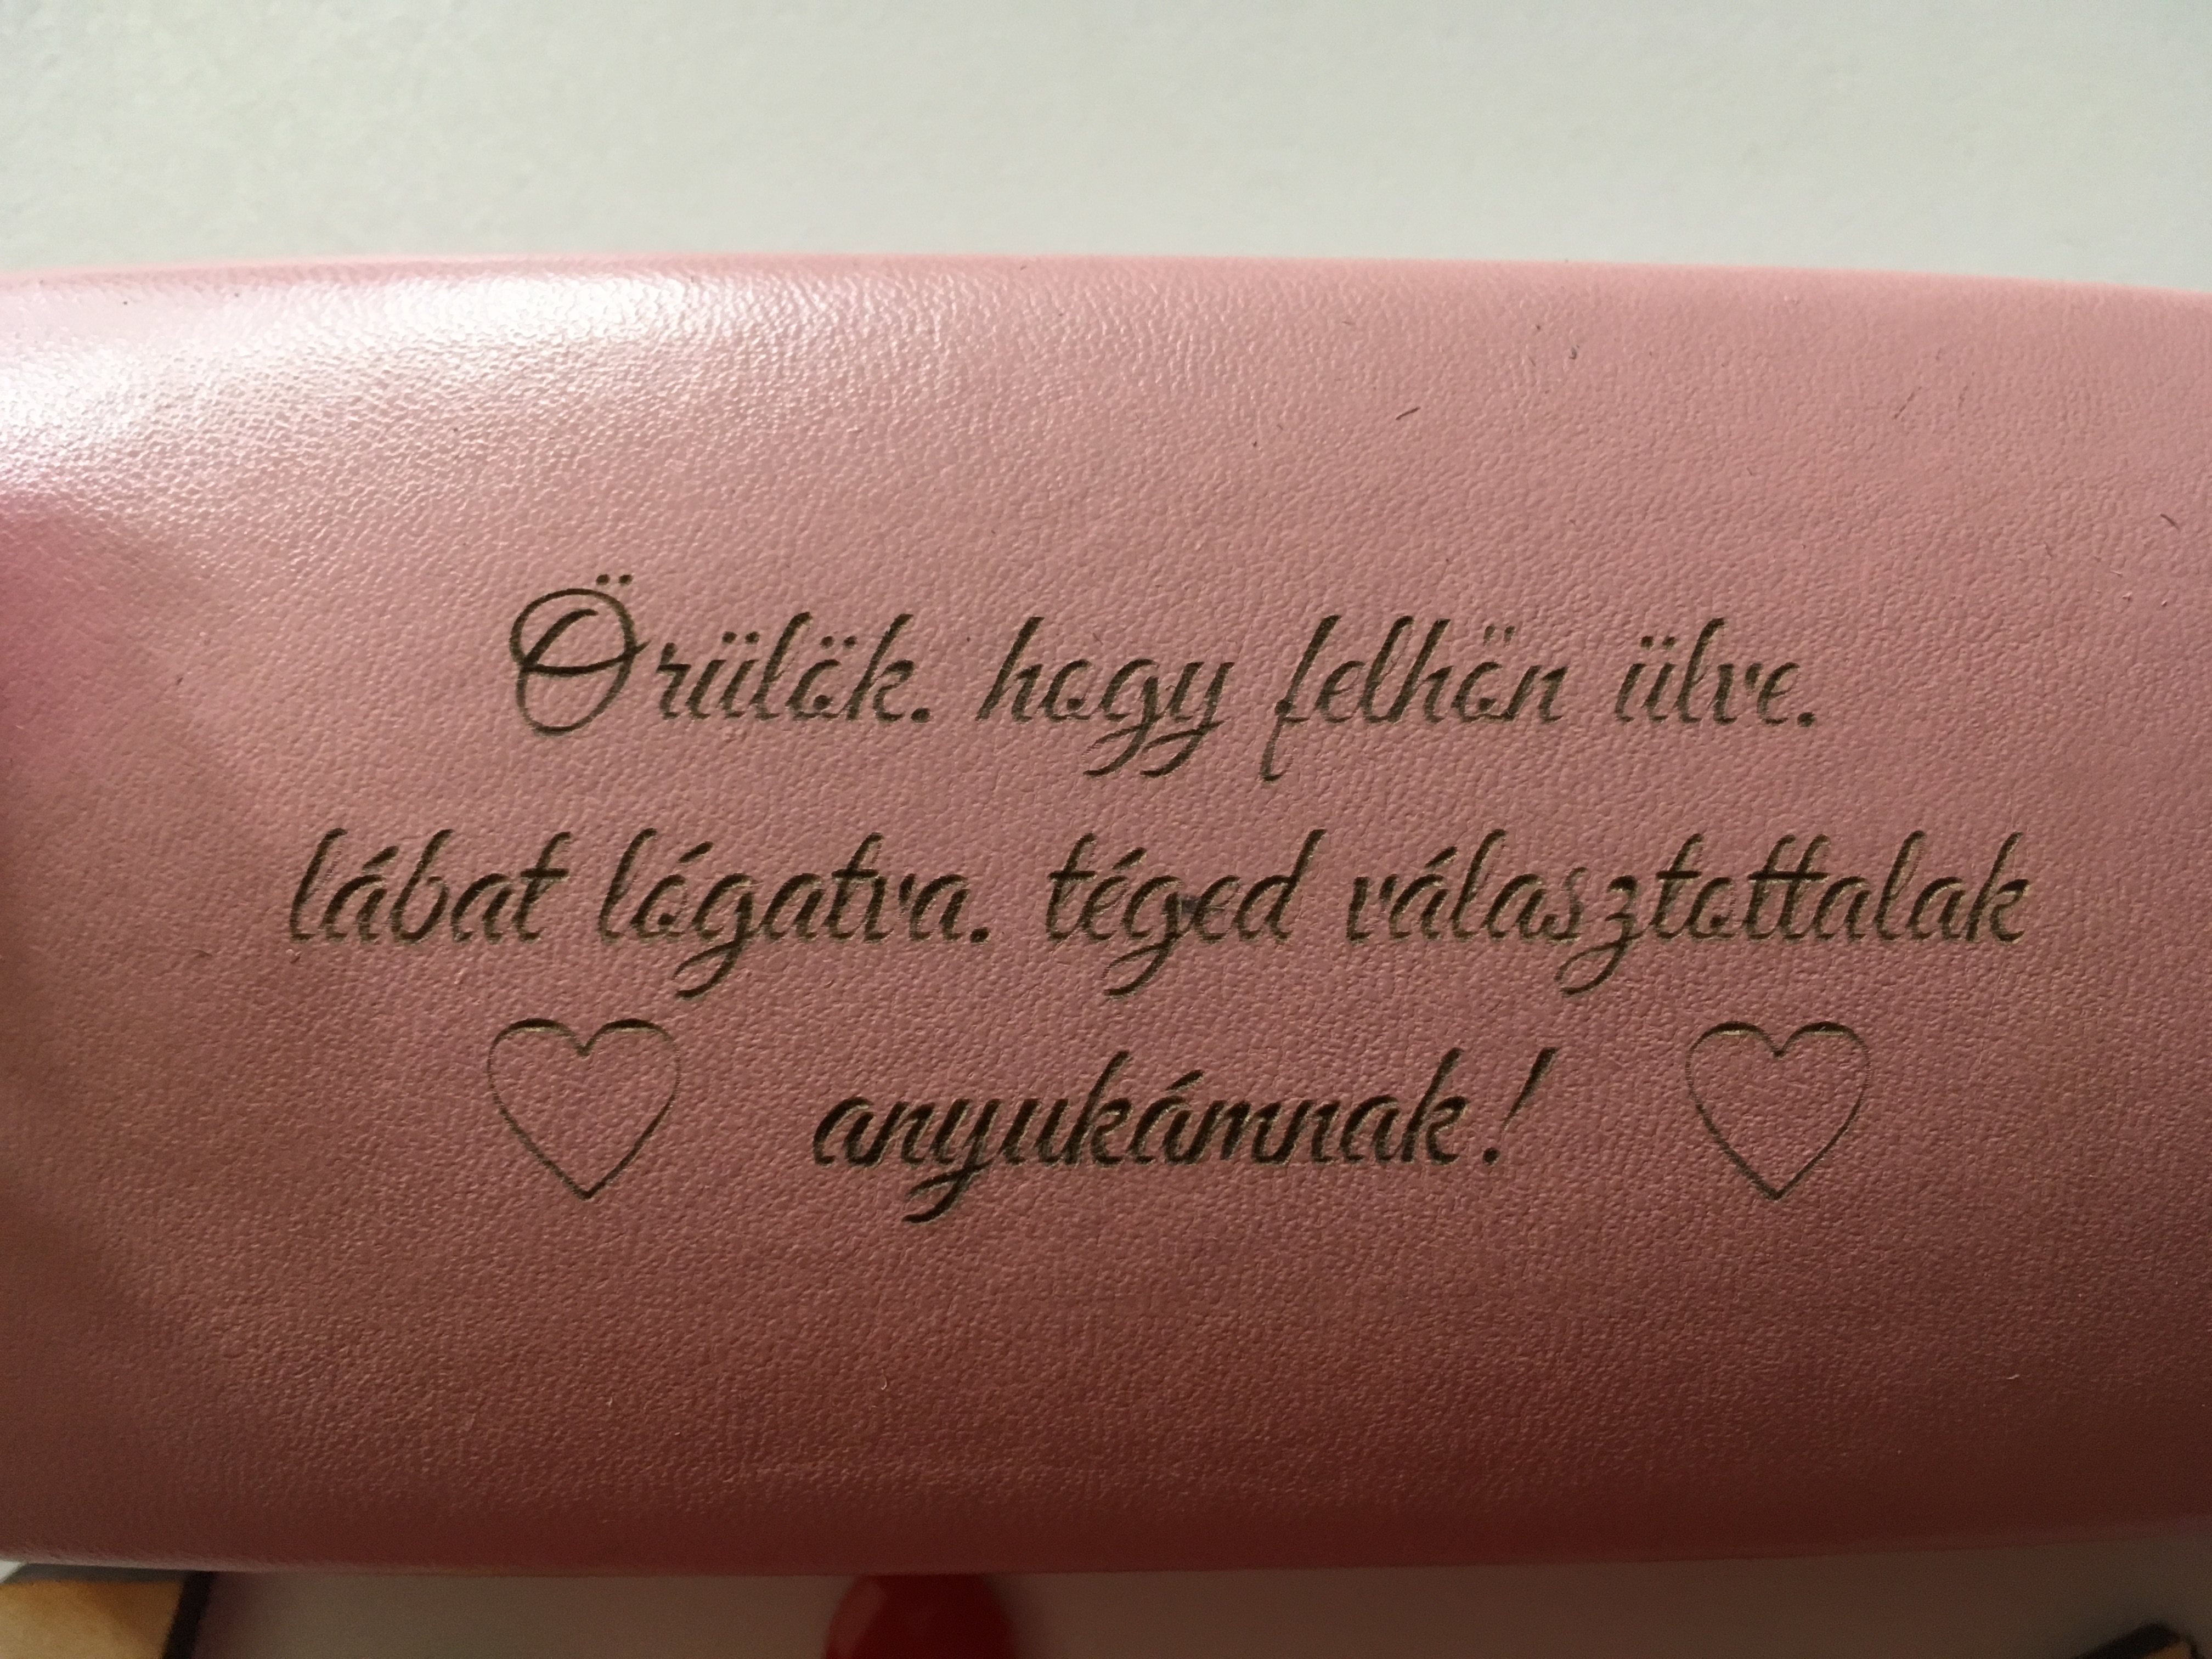 Örülök. hogy felhőn ülve.
lábat lógatva. téged választottalak
anyukámnak!